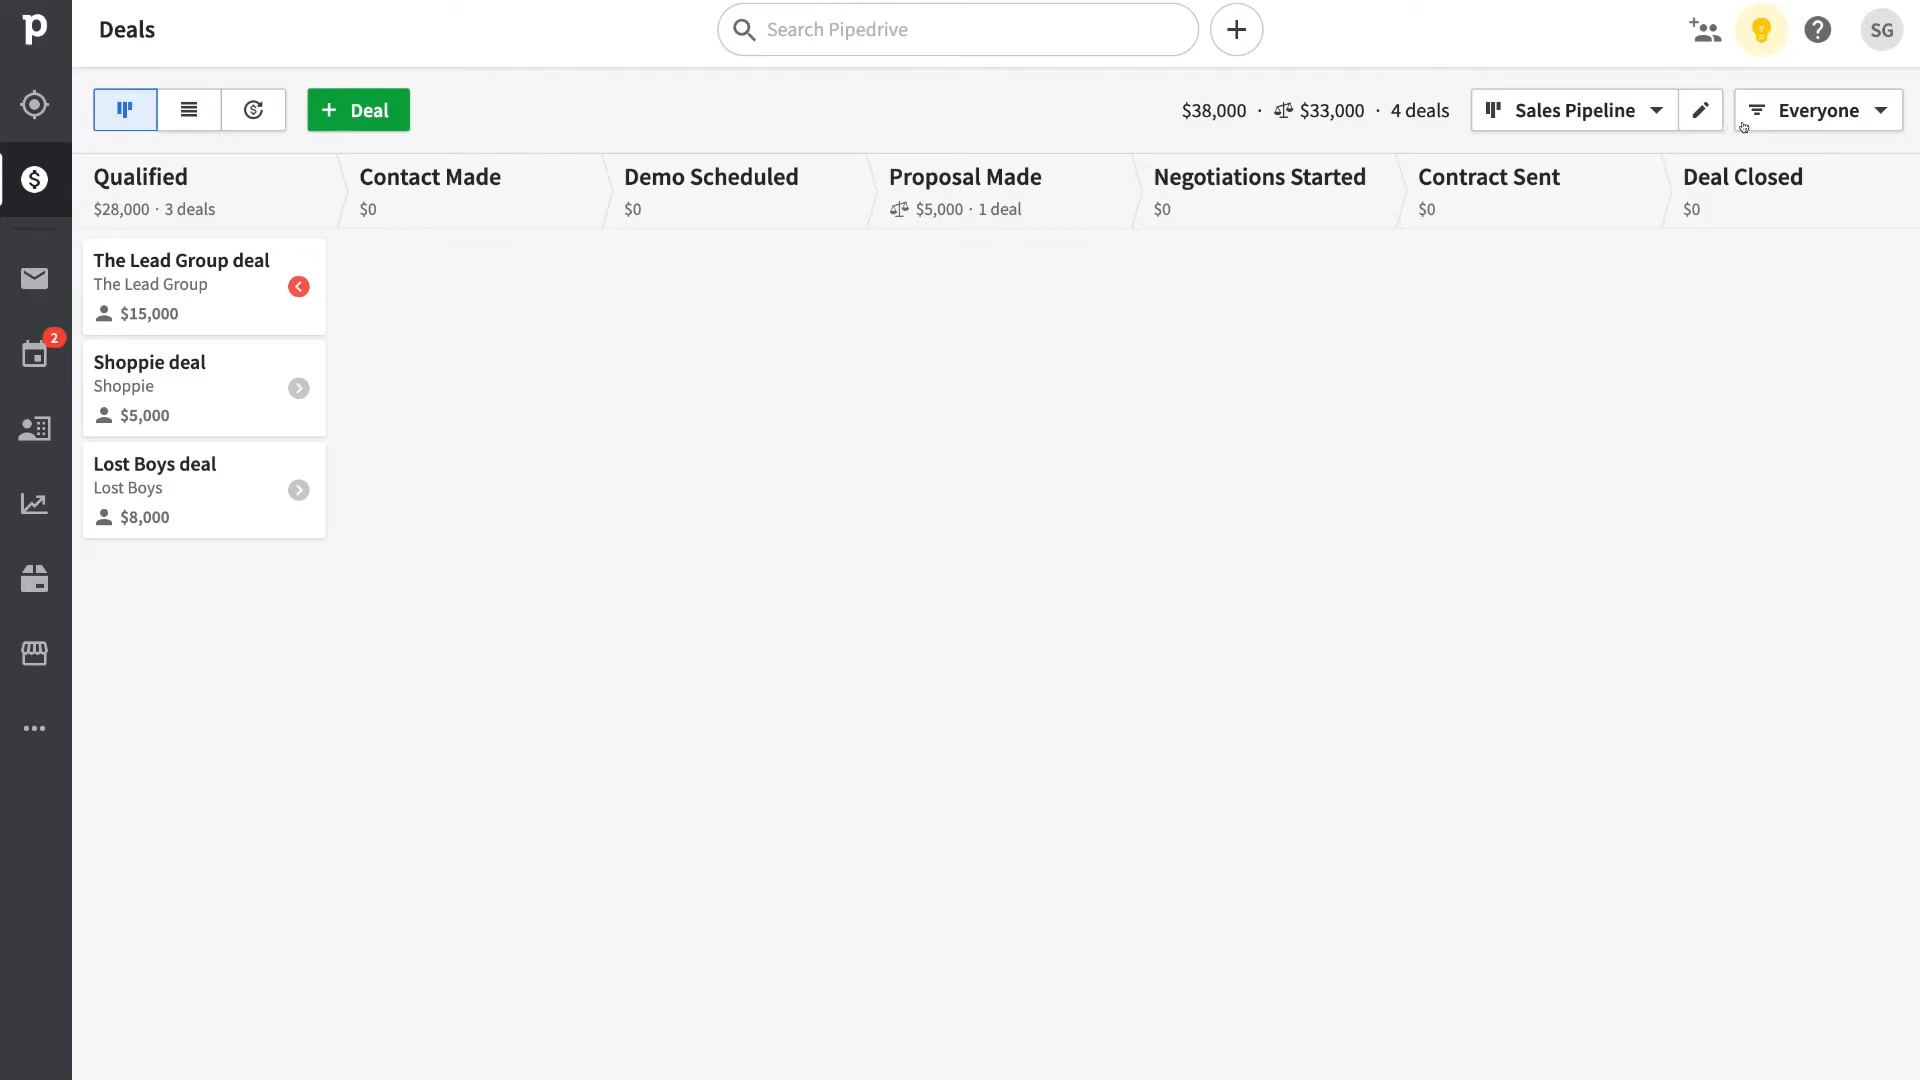 p
Deals
Search Pipedrive
SG
Deal
$38,000 · $33,000 · 4 deals
Sales Pipeline
Everyone
Qualified
$28,000 · 3 deals
Contact Made
$0
Demo Scheduled
$0
Proposal Made
$5,000 · 1 deal
Negotiations Started
$0
Contract Sent
$0
Deal Closed
$0
The Lead Group deal
The Lead Group
$15,000
2
Shoppie deal
Shoppie
$5,000
Lost Boys deal
Lost Boys
$8,000